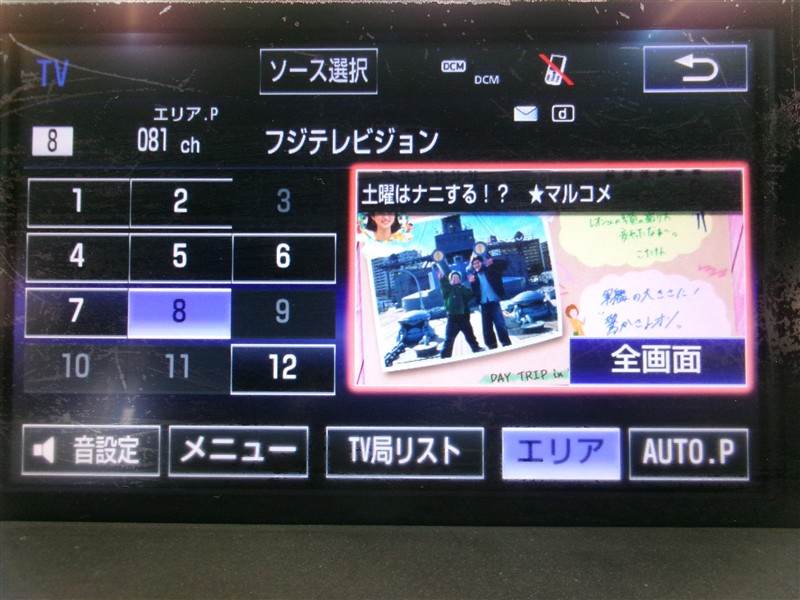 TV
ソース選択
DCM
DCM
エリア.P
d
8
081 ch
フジテレビジョン
1
2
3
土曜はナニする!? ★マルコメ
4
5
6
7
8
9
10
11
12
DAY TRIP in
全画面
音設定
メニュー
TV局リスト
エリア
AUTO.P